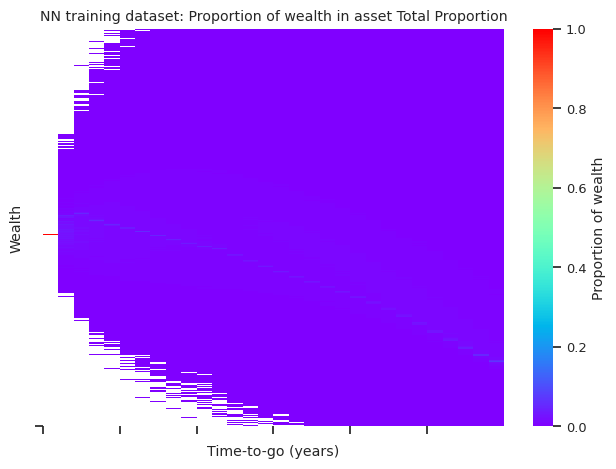 NN training dataset: Proportion of wealth in asset Total Proportion
Wealth
Time-to-go (years)
1.0
0.8
0.6
0.4
0.2
0.0
Proportion of wealth